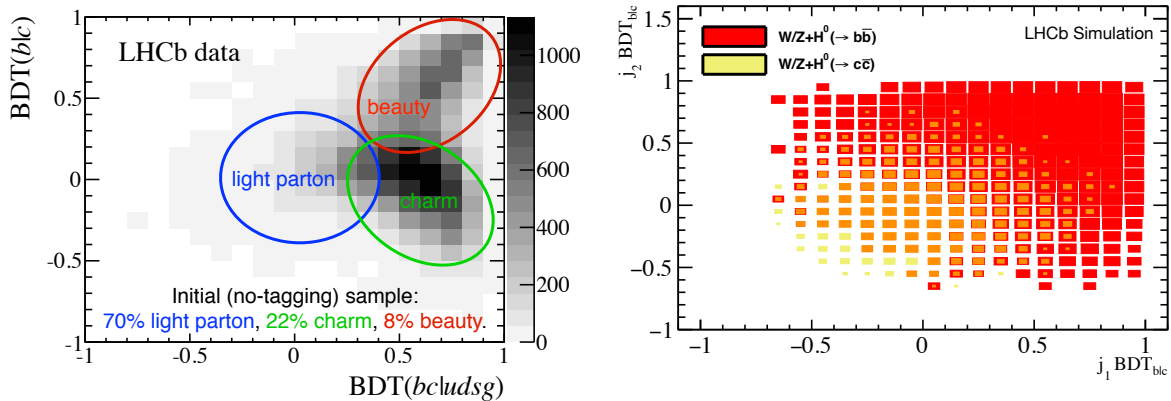 LHCb data
BDT(b|c)
beauty
light parton
charm
Initial (no-tagging) sample:
70% light parton, 22% charm, 8% beauty.
1
0.5
0
-0.5
-1
-1
-0.5
0
0.5
1
BDT(bc|udsg)
1000
800
600
400
200
0
j₂ BDT_b|c
LHCb Simulation
W/Z+H⁰(→ bb̅)
W/Z+H⁰(→ cc̅)
1.5
1
0.5
0
−0.5
−1
−1
−0.5
0
0.5
1
j₁ BDT_b|c